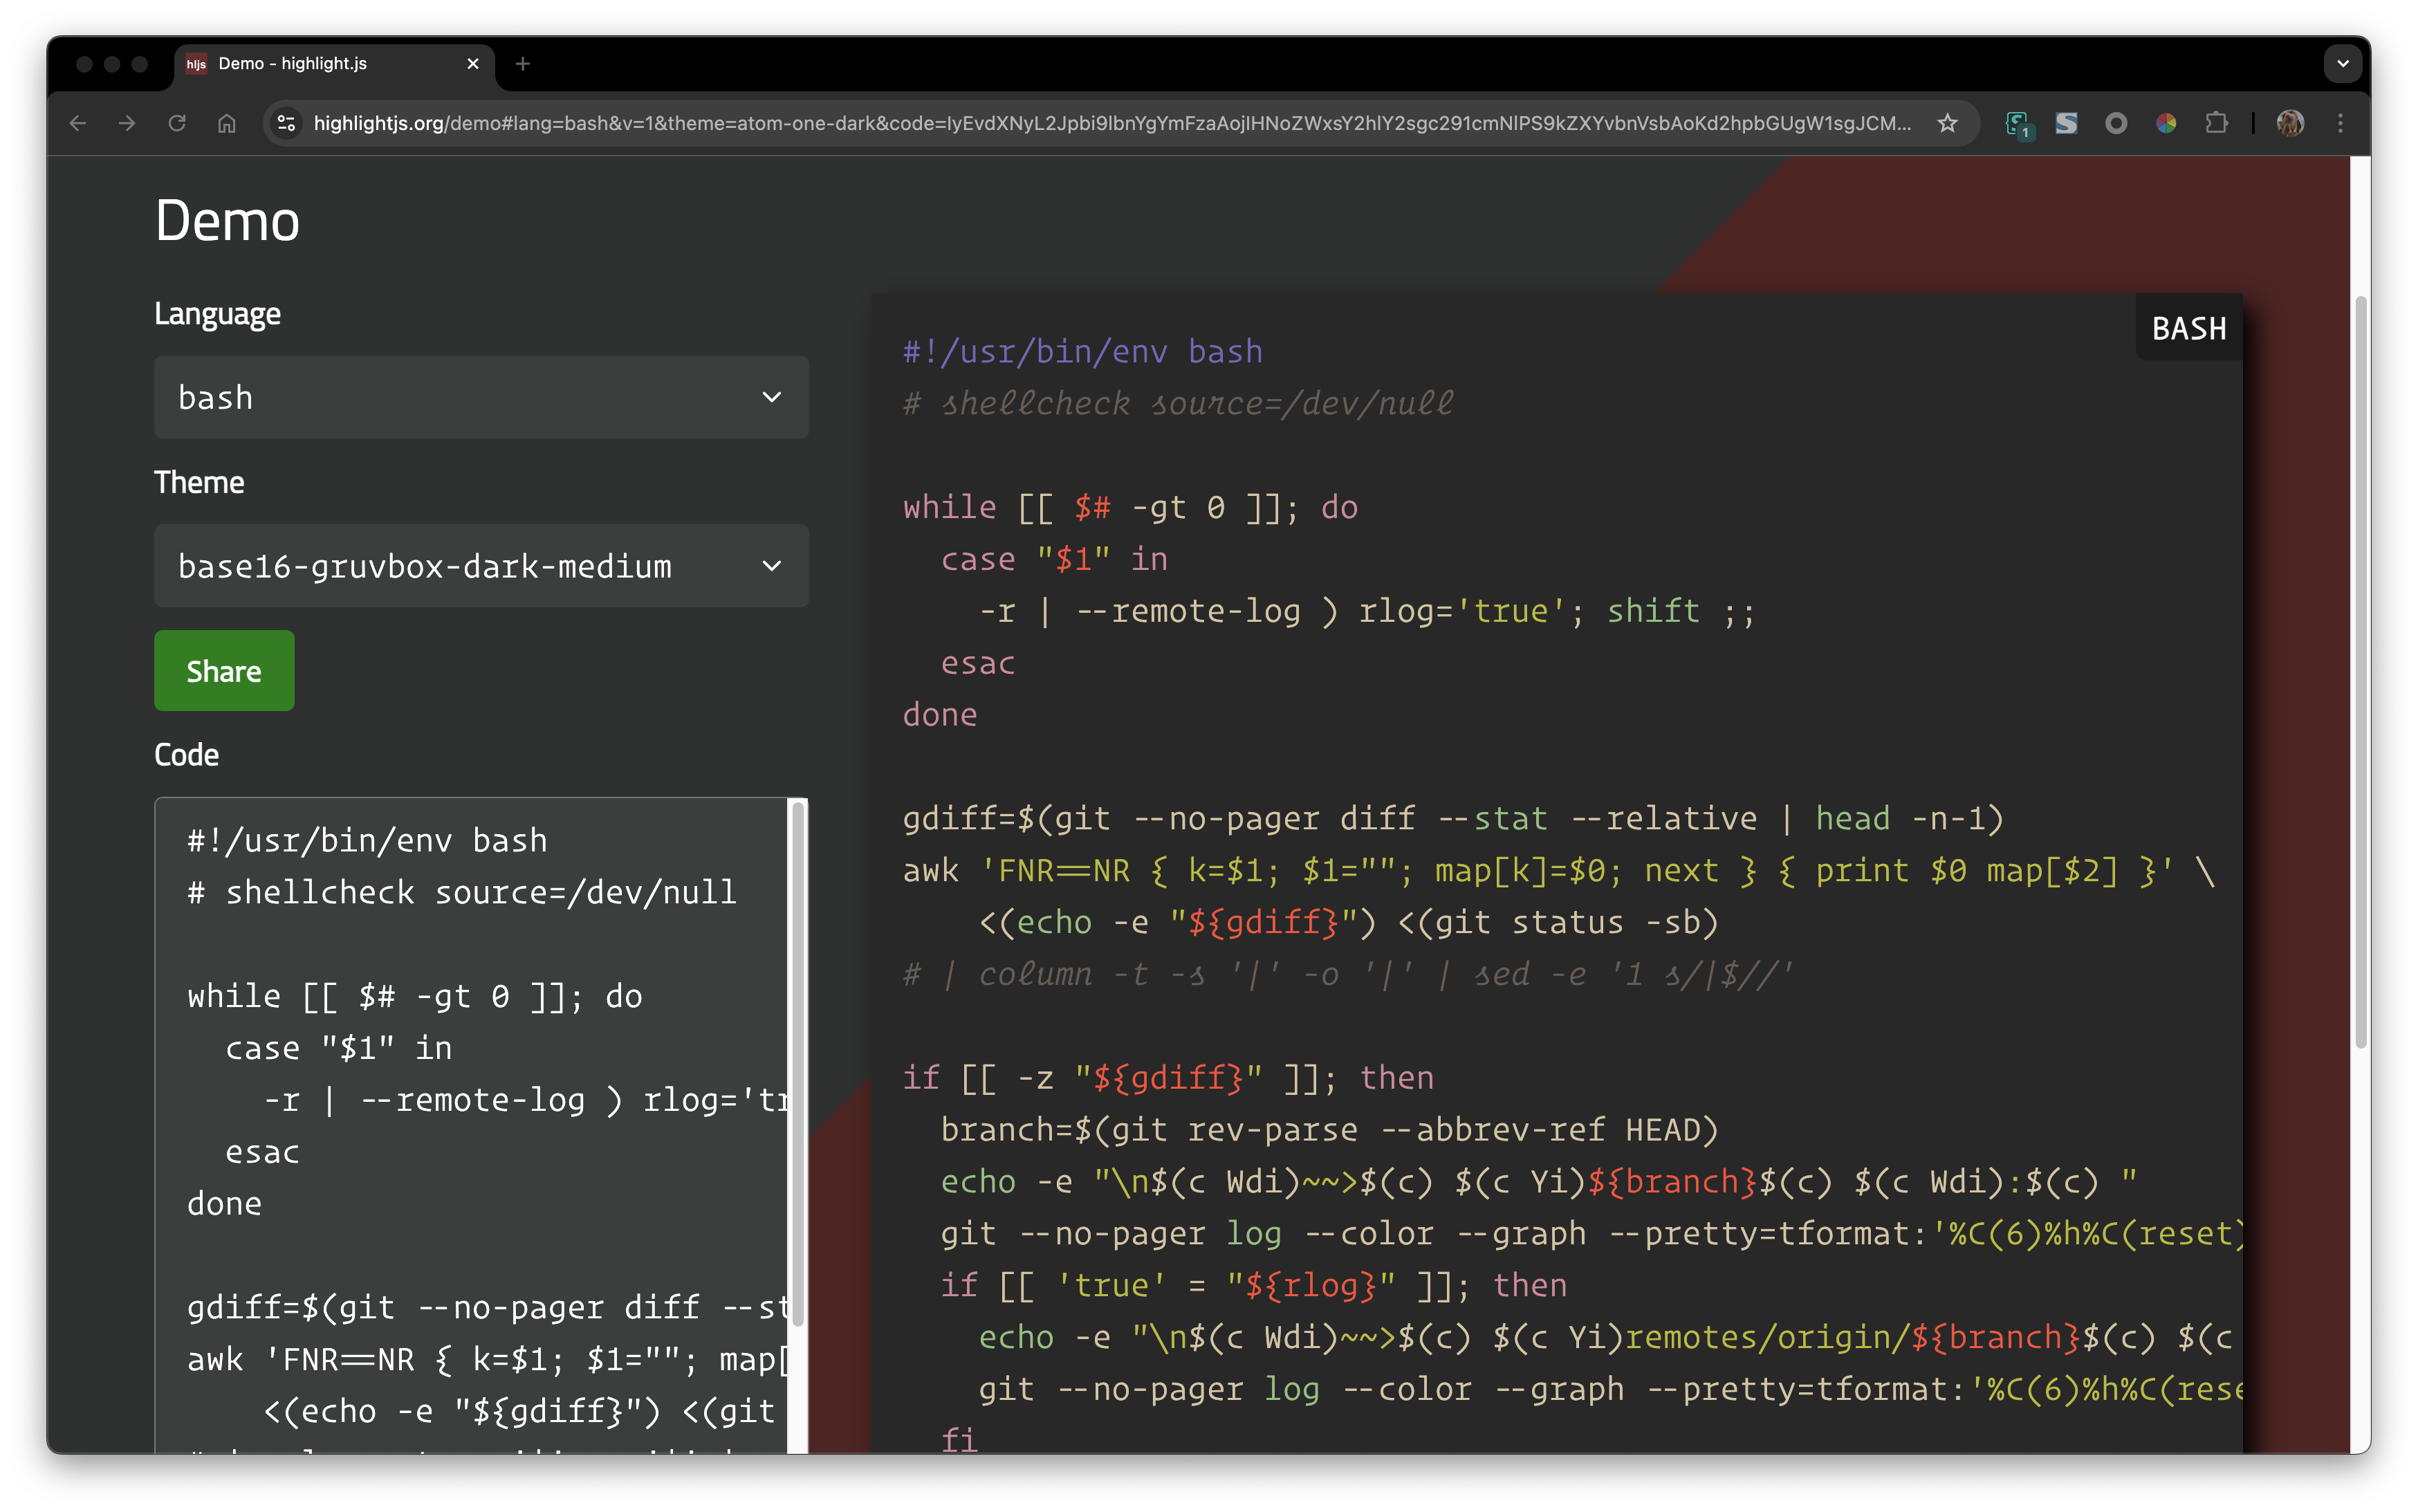 hljs Demo - highlight.js
highlightjs.org/demo#lang=bash&v=1&theme=atom-one-dark&code=
1
Demo
Language
bash
Theme
base16-gruvbox-dark-medium
Share
Code
#!/usr/bin/env bash
# shellcheck source=/dev/null
while [[ $# -gt 0 ]]; do
  case "$1" in
    -r | --remote-log ) rlog='tr
  esac
done
gdiff=$(git --no-pager diff --st
awk 'FNR==NR { k=$1; $1=""; map[
    <(echo -e "${gdiff}") <(git
BASH
#!/usr/bin/env bash
# shellcheck source=/dev/null
while [[ $# -gt 0 ]]; do
  case "$1" in
    -r | --remote-log ) rlog='true'; shift ;;
  esac
done
gdiff=$(git --no-pager diff --stat --relative | head -n-1)
awk 'FNR==NR { k=$1; $1=""; map[k]=$0; next } { print $0 map[$2] }' \
    <(echo -e "${gdiff}") <(git status -sb)
# | column -t -s '|' -o '|' | sed -e '1 s/|$//'
if [[ -z "${gdiff}" ]]; then
  branch=$(git rev-parse --abbrev-ref HEAD)
  echo -e "\n$(c Wdi)~~>$(c) $(c Yi)${branch}$(c) $(c Wdi):$(c) "
  git --no-pager log --color --graph --pretty=tformat:'%C(6)%h%C(reset)
  if [[ 'true' = "${rlog}" ]]; then
    echo -e "\n$(c Wdi)~~>$(c) $(c Yi)remotes/origin/${branch}$(c) $(c
    git --no-pager log --color --graph --pretty=tformat:'%C(6)%h%C(rese
  fi